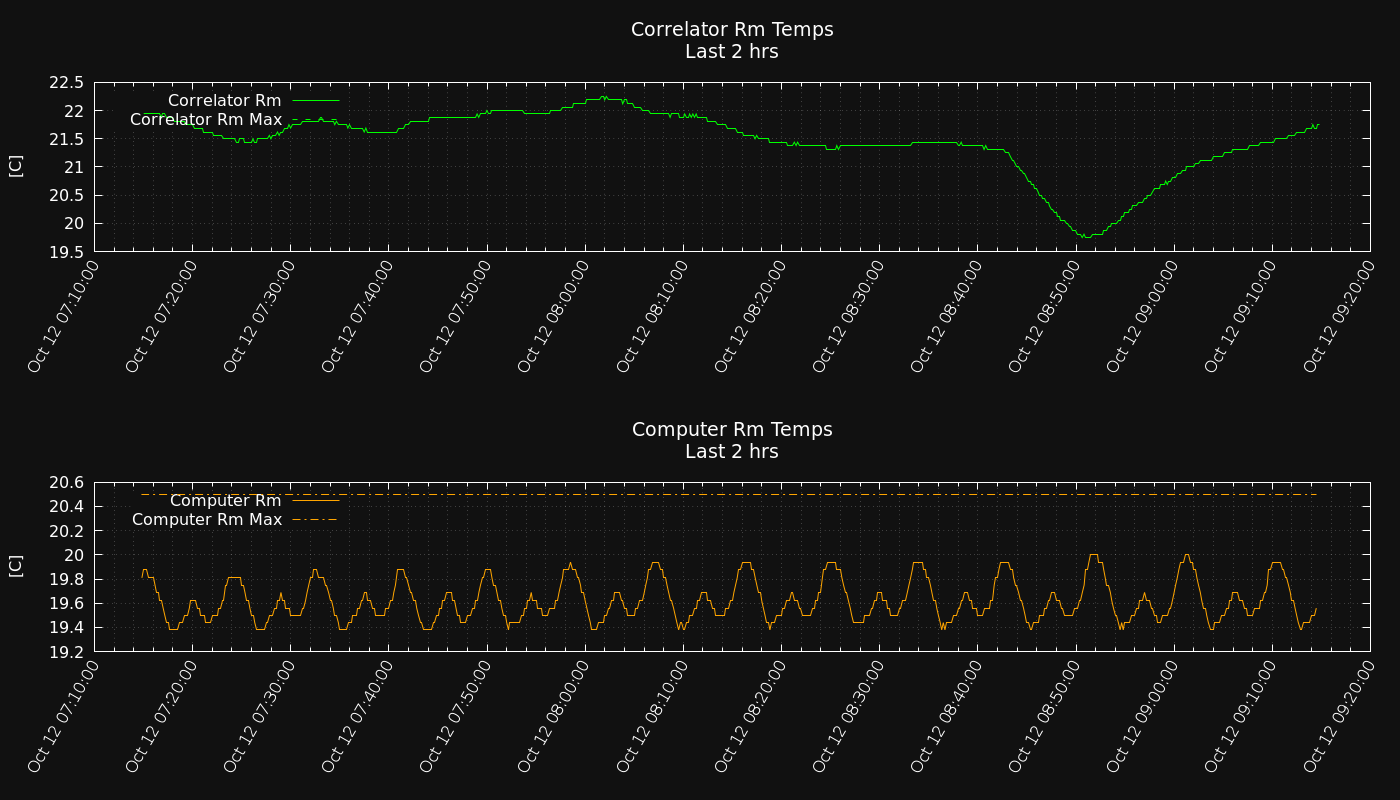 Correlator Rm Temps
Last 2 hrs
22.5
22
21.5
21
20.5
20
19.5
[C]
Correlator Rm
Correlator Rm Max
Oct 12 07:10:00
Oct 12 07:20:00
Oct 12 07:30:00
Oct 12 07:40:00
Oct 12 07:50:00
Oct 12 08:00:00
Oct 12 08:10:00
Oct 12 08:20:00
Oct 12 08:30:00
Oct 12 08:40:00
Oct 12 08:50:00
Oct 12 09:00:00
Oct 12 09:10:00
Oct 12 09:20:00
Computer Rm Temps
Last 2 hrs
20.6
20.4
20.2
20
19.8
19.6
19.4
19.2
[C]
Computer Rm
Computer Rm Max
Oct 12 07:10:00
Oct 12 07:20:00
Oct 12 07:30:00
Oct 12 07:40:00
Oct 12 07:50:00
Oct 12 08:00:00
Oct 12 08:10:00
Oct 12 08:20:00
Oct 12 08:30:00
Oct 12 08:40:00
Oct 12 08:50:00
Oct 12 09:00:00
Oct 12 09:10:00
Oct 12 09:20:00